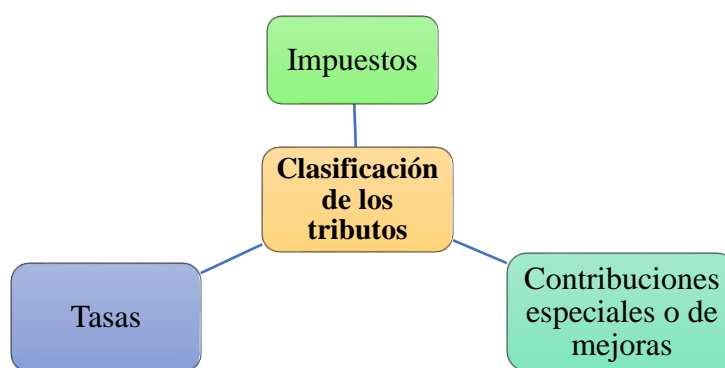 Impuestos
Clasificación
de los
tributos
Tasas
Contribuciones
especiales o de
mejoras